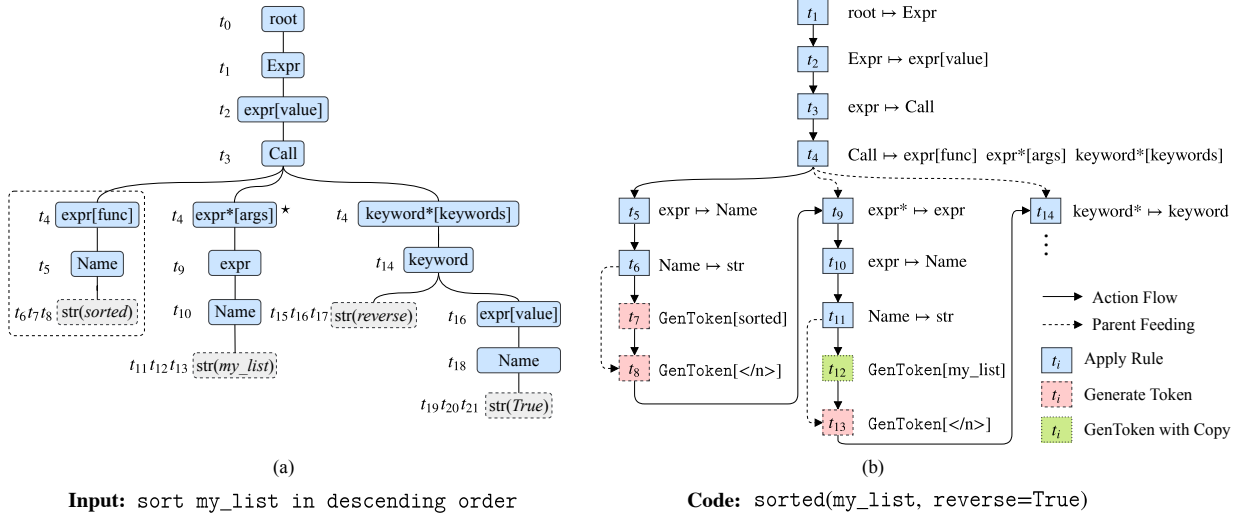 t0 root
t1 Expr
t2 expr[value]
t3 Call
t4 expr[func] t4 expr*[args] ⋆ t4 keyword*[keywords]
t5 Name t9 expr t14 keyword
t6t7t8 str(sorted) t10 Name t15t16t17 str(reverse) t16 expr[value]
t11t12t13 str(my_list) t18 Name
t19t20t21 str(True)
(a)
Input: sort my_list in descending order
t1 root ↦ Expr
t2 Expr ↦ expr[value]
t3 expr ↦ Call
t4 Call ↦ expr[func] expr*[args] keyword*[keywords]
t5 expr ↦ Name t9 expr* ↦ expr t14 keyword* ↦ keyword
t6 Name ↦ str t10 expr ↦ Name
t7 GenToken[sorted] t11 Name ↦ str
t8 GenToken[</n>] t12 GenToken[my_list]
t13 GenToken[</n>]
Action Flow
Parent Feeding
ti Apply Rule
ti Generate Token
ti GenToken with Copy
(b)
Code: sorted(my_list, reverse=True)